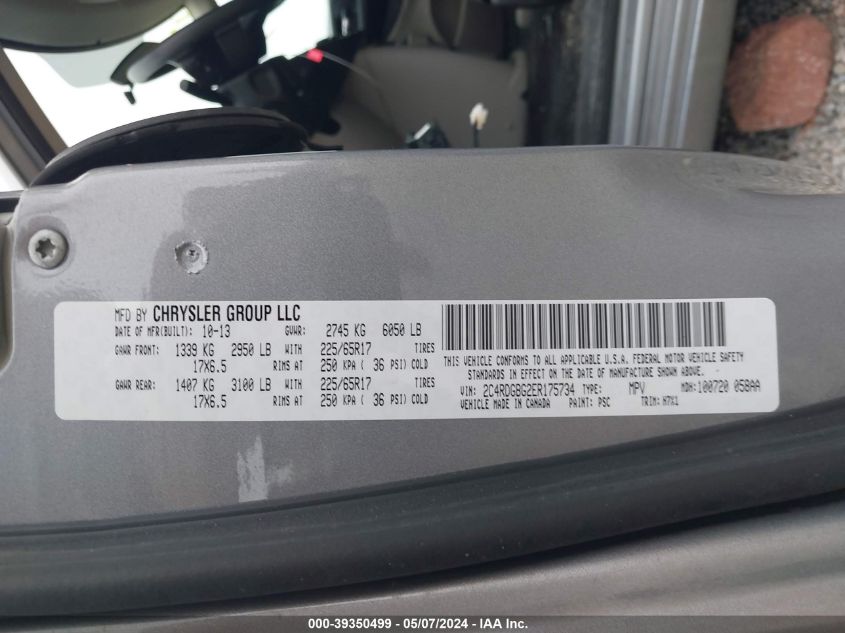 MFD BY CHRYSLER GROUP LLC
DATE OF MFR(BUILT): 10-13 GVWR: 2745 KG 6050 LB
GAWR FRONT: 1339 KG 2950 LB WITH 225/65R17 TIRES
17X6.5 RIMS AT 250 KPA ( 36 PSI) COLD
GAWR REAR: 1407 KG 3100 LB WITH 225/65R17 TIRES
17X6.5 RIMS AT 250 KPA ( 36 PSI) COLD
THIS VEHICLE CONFORMS TO ALL APPLICABLE U.S.A. FEDERAL MOTOR VEHICLE SAFETY
STANDARDS IN EFFECT ON THE DATE OF MANUFACTURE SHOWN ABOVE.
VIN: 2C4RDGBG2ER175734 TYPE: MPV MDH:100720 058AA
VEHICLE MADE IN CANADA PAINT: PSC TRIM: H7X1
000-39350499 - 05/07/2024 - IAA Inc.